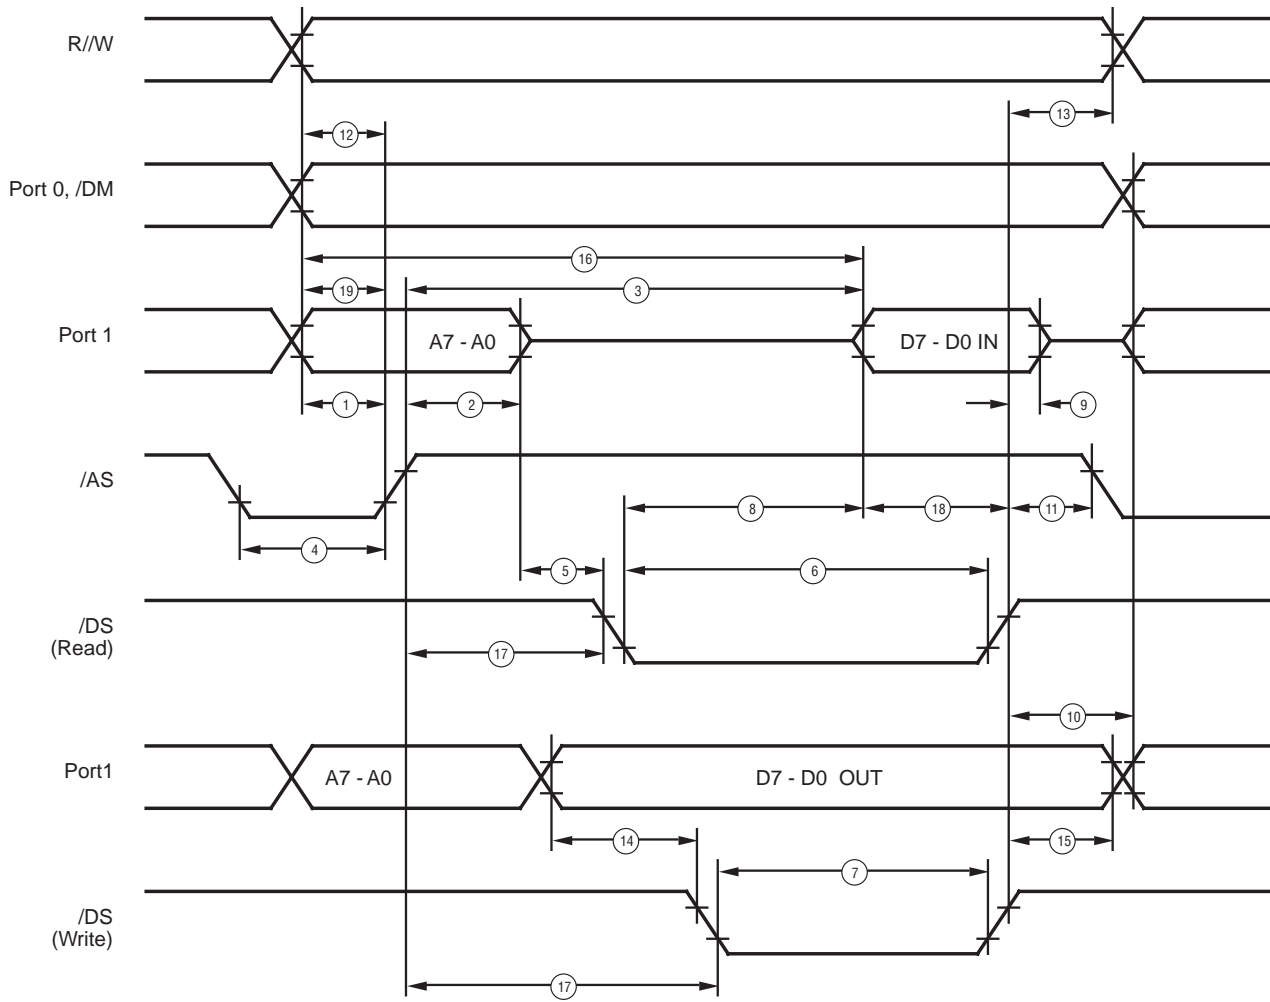 R//W
13
12
Port 0, /DM
16
19
3
Port 1
A7 - A0
D7 - D0 IN
1
2
9
/AS
8
18
11
4
5
6
/DS
(Read)
17
10
Port1
A7 - A0
D7 - D0 OUT
14
15
7
/DS
(Write)
17